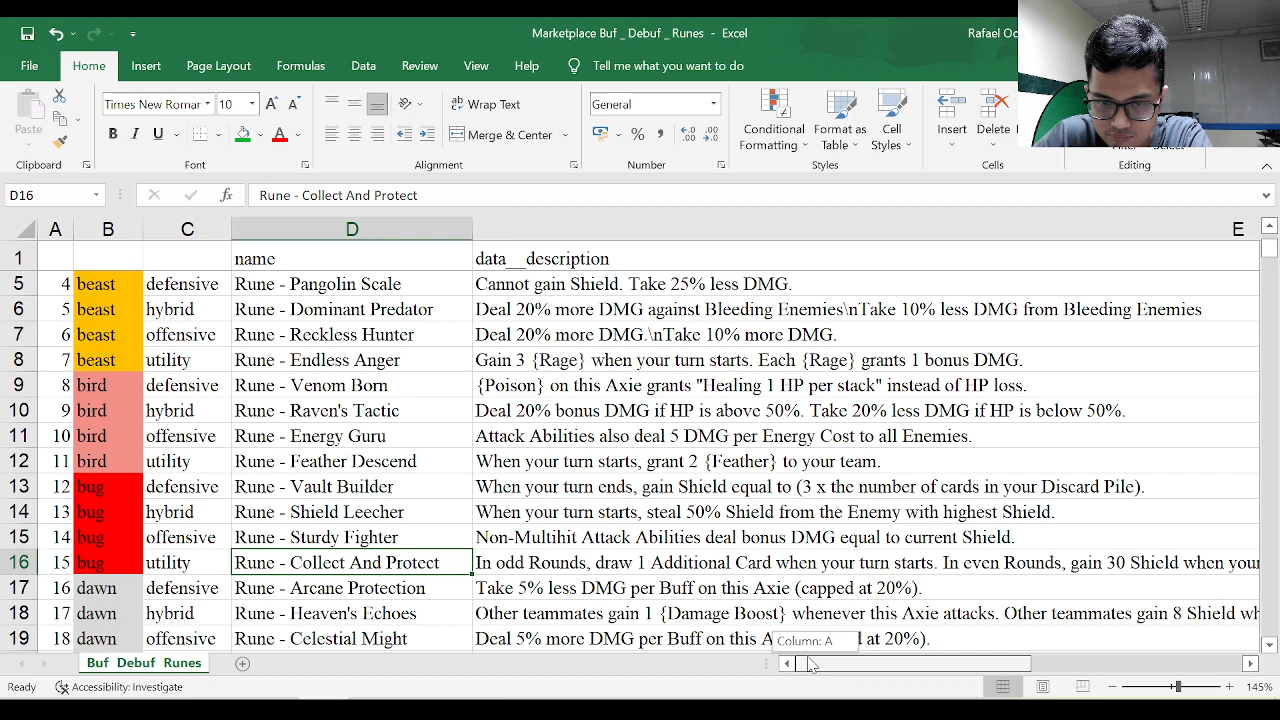 Marketplace Buf _ Debuf _ Runes - Excel
Rafael Oc
File Home Insert Page Layout Formulas Data Review View Help Tell me what you want to do
Times New Romar 10 Wrap Text General
Paste Conditional Formatting Format as Table Cell Styles Insert Delete
B I U Merge & Center % ,
Clipboard Font Alignment Number Styles Cells Editing
D16 fx Rune - Collect And Protect
A B C D E
1 name data__description
5 4 beast defensive Rune - Pangolin Scale Cannot gain Shield. Take 25% less DMG.
6 5 beast hybrid Rune - Dominant Predator Deal 20% more DMG against Bleeding Enemies\nTake 10% less DMG from Bleeding Enemies
7 6 beast offensive Rune - Reckless Hunter Deal 20% more DMG.\nTake 10% more DMG.
8 7 beast utility Rune - Endless Anger Gain 3 {Rage} when your turn starts. Each {Rage} grants 1 bonus DMG.
9 8 bird defensive Rune - Venom Born {Poison} on this Axie grants "Healing 1 HP per stack" instead of HP loss.
10 9 bird hybrid Rune - Raven's Tactic Deal 20% bonus DMG if HP is above 50%. Take 20% less DMG if HP is below 50%.
11 10 bird offensive Rune - Energy Guru Attack Abilities also deal 5 DMG per Energy Cost to all Enemies.
12 11 bird utility Rune - Feather Descend When your turn starts, grant 2 {Feather} to your team.
13 12 bug defensive Rune - Vault Builder When your turn ends, gain Shield equal to (3 x the number of cards in your Discard Pile).
14 13 bug hybrid Rune - Shield Leecher When your turn starts, steal 50% Shield from the Enemy with highest Shield.
15 14 bug offensive Rune - Sturdy Fighter Non-Multihit Attack Abilities deal bonus DMG equal to current Shield.
16 15 bug utility Rune - Collect And Protect In odd Rounds, draw 1 Additional Card when your turn starts. In even Rounds, gain 30 Shield when you
17 16 dawn defensive Rune - Arcane Protection Take 5% less DMG per Buff on this Axie (capped at 20%).
18 17 dawn hybrid Rune - Heaven's Echoes Other teammates gain 1 {Damage Boost} whenever this Axie attacks. Other teammates gain 8 Shield wh
19 18 dawn offensive Rune - Celestial Might Deal 5% more DMG per Buff on this A d at 20%).
Column: A
Buf_Debuf_Runes
Ready Accessibility: Investigate 145%